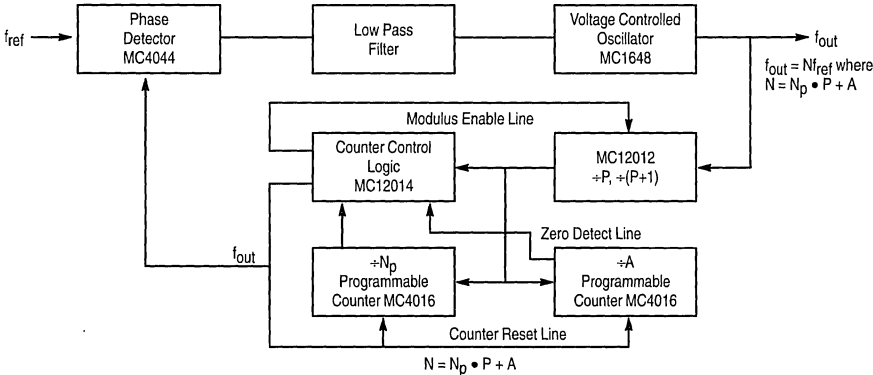 Phase
Detector
MC4044
Low Pass
Filter
Voltage Controlled
Oscillator
MC1648
fref
fout
fout = Nfref where
N = Np • P + A
Modulus Enable Line
Counter Control
Logic
MC12014
MC12012
÷P, ÷(P+1)
Zero Detect Line
fout
÷Np
Programmable
Counter MC4016
÷A
Programmable
Counter MC4016
Counter Reset Line
N = Np • P + A